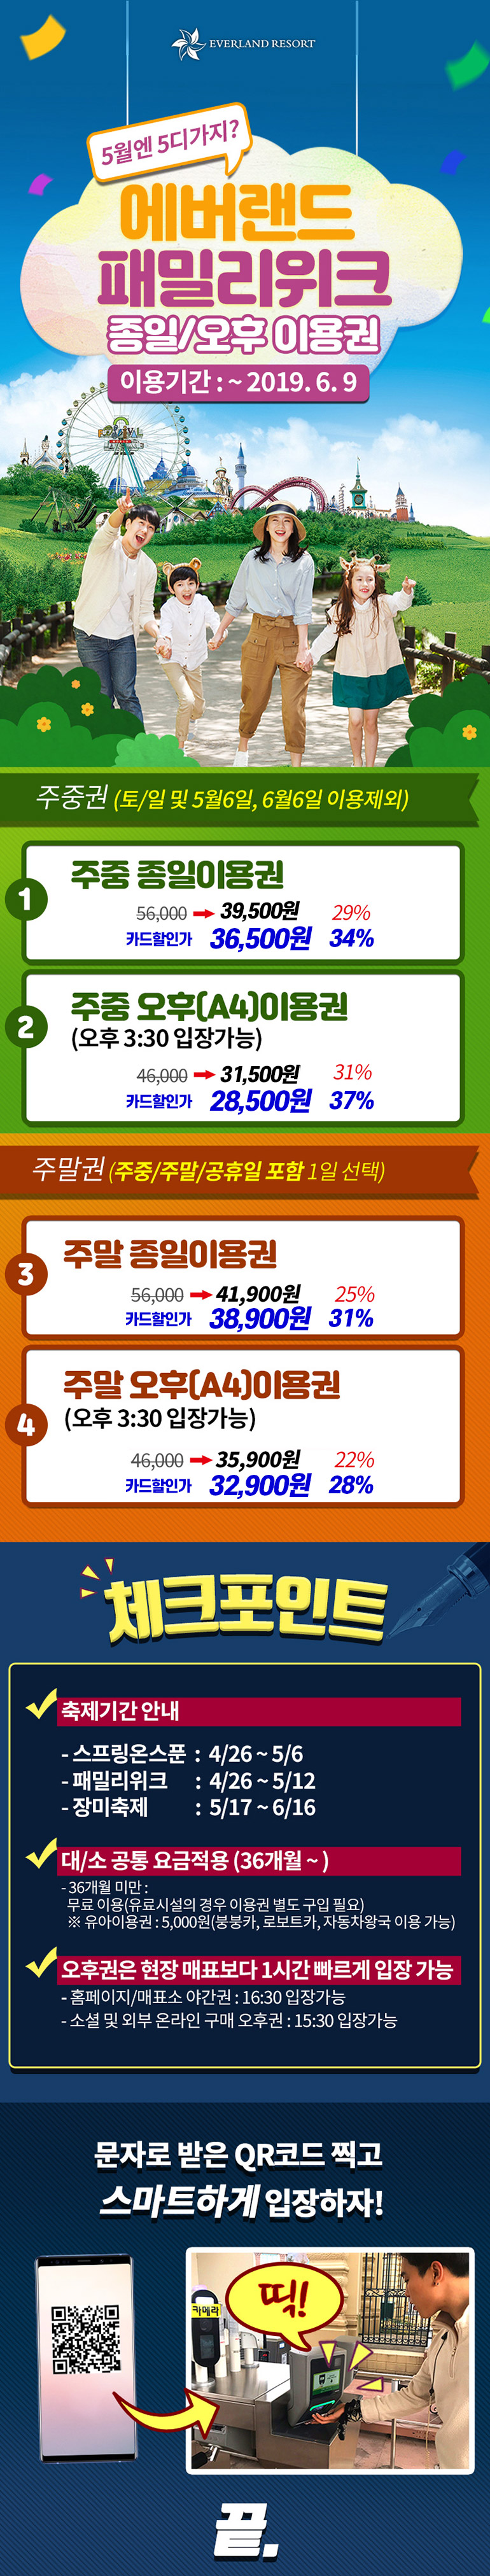 EVERLAND RESORT
5월엔 5디가지?
에버랜드
패밀리위크
종일/오후 이용권
이용기간 : ~ 2019. 6. 9
주중권 (토/일 및 5월6일, 6월6일 이용제외)
1
주중 종일이용권
56,000 39,500원 29%
카드할인가 36,500원 34%
2
주중 오후(A4)이용권
(오후 3:30 입장가능)
46,000 31,500원 31%
카드할인가 28,500원 37%
주말권 (주중/주말/공휴일 포함 1일 선택)
3
주말 종일이용권
56,000 41,900원 25%
카드할인가 38,900원 31%
4
주말 오후(A4)이용권
(오후 3:30 입장가능)
46,000 35,900원 22%
카드할인가 32,900원 28%
체크포인트
축제기간 안내
- 스프링온스푼 : 4/26 ~ 5/6
- 패밀리위크 : 4/26 ~ 5/12
- 장미축제 : 5/17 ~ 6/16
대/소 공통 요금적용 (36개월 ~ )
- 36개월 미만 :
무료 이용(유료시설의 경우 이용권 별도 구입 필요)
※ 유아이용권 : 5,000원(붕붕카, 로보트카, 자동차왕국 이용 가능)
오후권은 현장 매표보다 1시간 빠르게 입장 가능
- 홈페이지/매표소 야간권 : 16:30 입장가능
- 소셜 및 외부 온라인 구매 오후권 : 15:30 입장가능
문자로 받은 QR코드 찍고
스마트하게 입장하자!
카메라
띡!
끝.